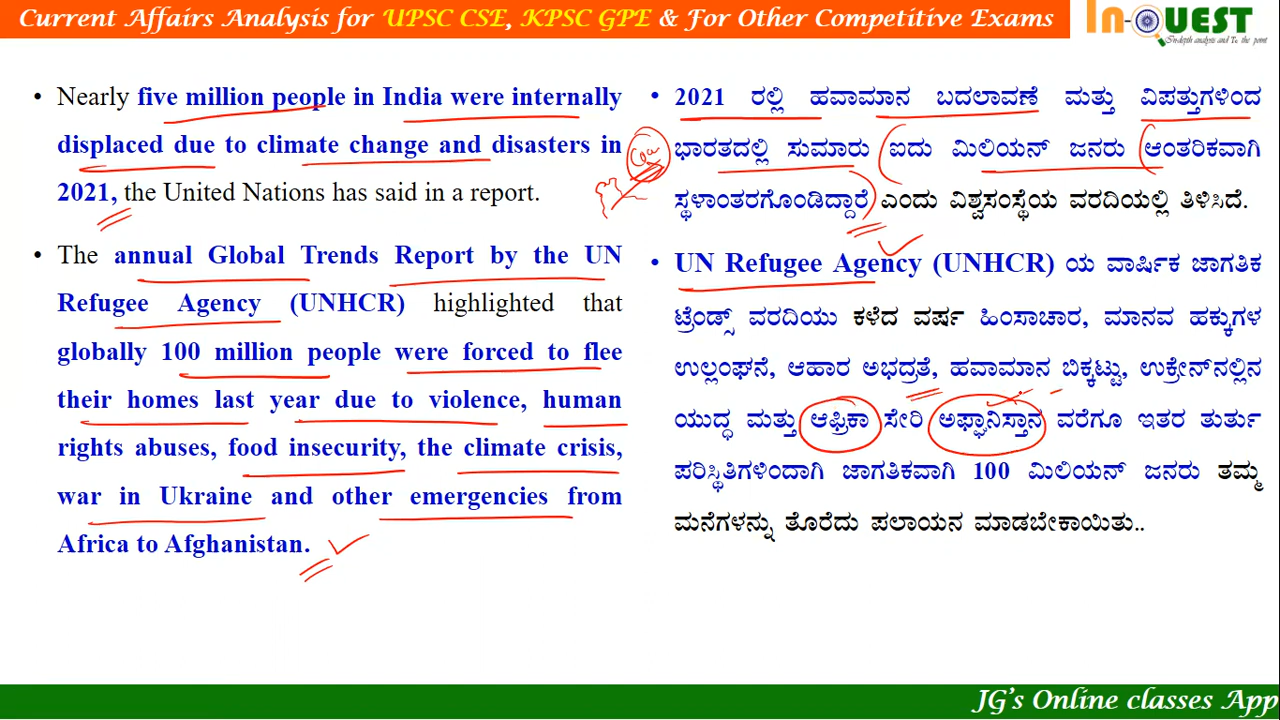 Current Affairs Analysis for UPSC CSE, KPSC GPE & For Other Competitive Exams
In-QUEST
In-depth analysis and To the point
• Nearly five million people in India were internally
displaced due to climate change and disasters in
2021, the United Nations has said in a report.
• The annual Global Trends Report by the UN
Refugee Agency (UNHCR) highlighted that
globally 100 million people were forced to flee
their homes last year due to violence, human
rights abuses, food insecurity, the climate crisis,
war in Ukraine and other emergencies from
Africa to Afghanistan.
• 2021 ರಲ್ಲಿ ಹವಾಮಾನ ಬದಲಾವಣೆ ಮತ್ತು ವಿಪತ್ತುಗಳಿಂದ
ಭಾರತದಲ್ಲಿ ಸುಮಾರು ಐದು ಮಿಲಿಯನ್ ಜನರು ಆಂತರಿಕವಾಗಿ
ಸ್ಥಳಾಂತರಗೊಂಡಿದ್ದಾರೆ ಎಂದು ವಿಶ್ವಸಂಸ್ಥೆಯ ವರದಿಯಲ್ಲಿ ತಿಳಿಸಿದೆ.
• UN Refugee Agency (UNHCR) ಯ ವಾರ್ಷಿಕ ಜಾಗತಿಕ
ಟ್ರೆಂಡ್ಸ್ ವರದಿಯು ಕಳೆದ ವರ್ಷ ಹಿಂಸಾಚಾರ, ಮಾನವ ಹಕ್ಕುಗಳ
ಉಲ್ಲಂಘನೆ, ಆಹಾರ ಅಭದ್ರತೆ, ಹವಾಮಾನ ಬಿಕ್ಕಟ್ಟು, ಉಕ್ರೇನ್‌ನಲ್ಲಿನ
ಯುದ್ಧ ಮತ್ತು ಆಫ್ರಿಕಾ ಸೇರಿ ಅಫ್ಘಾನಿಸ್ತಾನ ವರೆಗೂ ಇತರ ತುರ್ತು
ಪರಿಸ್ಥಿತಿಗಳಿಂದಾಗಿ ಜಾಗತಿಕವಾಗಿ 100 ಮಿಲಿಯನ್ ಜನರು ತಮ್ಮ
ಮನೆಗಳನ್ನು ತೊರೆದು ಪಲಾಯನ ಮಾಡಬೇಕಾಯಿತು..
JG's Online classes App